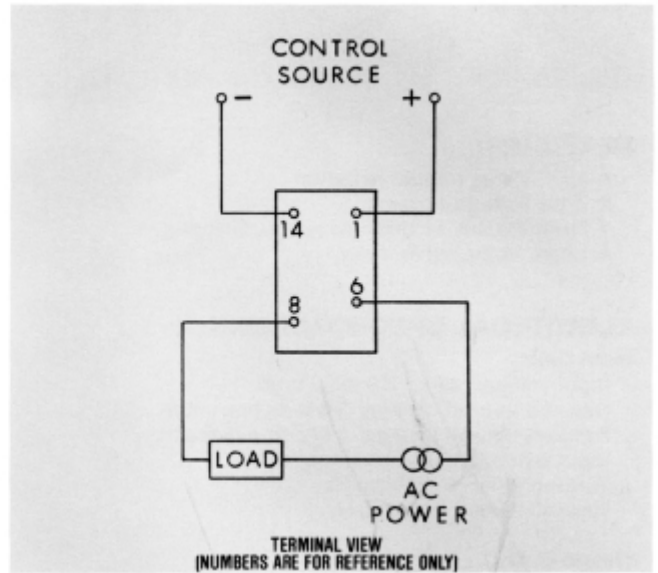 CONTROL
SOURCE
− +
14 1
8 6
LOAD
AC
POWER
TERMINAL VIEW
(NUMBERS ARE FOR REFERENCE ONLY)